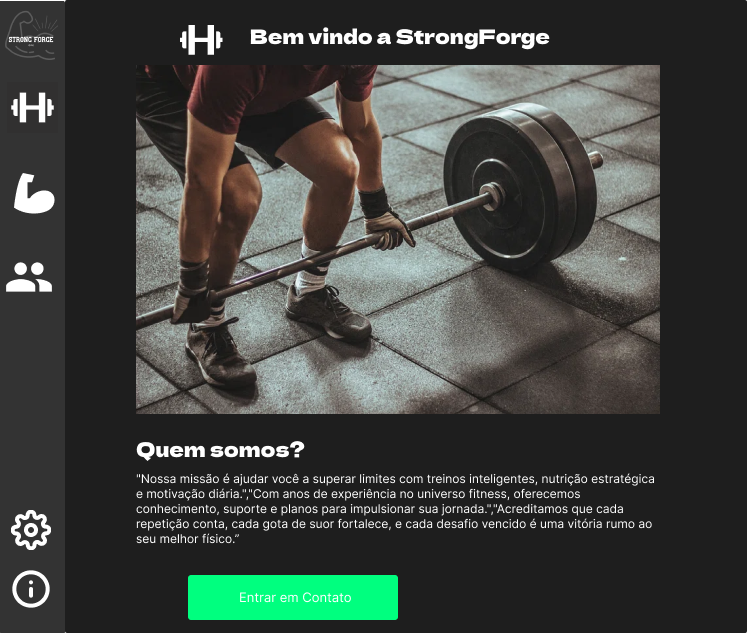 STRONG FORGE
Bem vindo a StrongForge
Quem somos?
"Nossa missão é ajudar você a superar limites com treinos inteligentes, nutrição estratégica
e motivação diária.","Com anos de experiência no universo fitness, oferecemos
conhecimento, suporte e planos para impulsionar sua jornada.","Acreditamos que cada
repetição conta, cada gota de suor fortalece, e cada desafio vencido é uma vitória rumo ao
seu melhor físico.”
Entrar em Contato